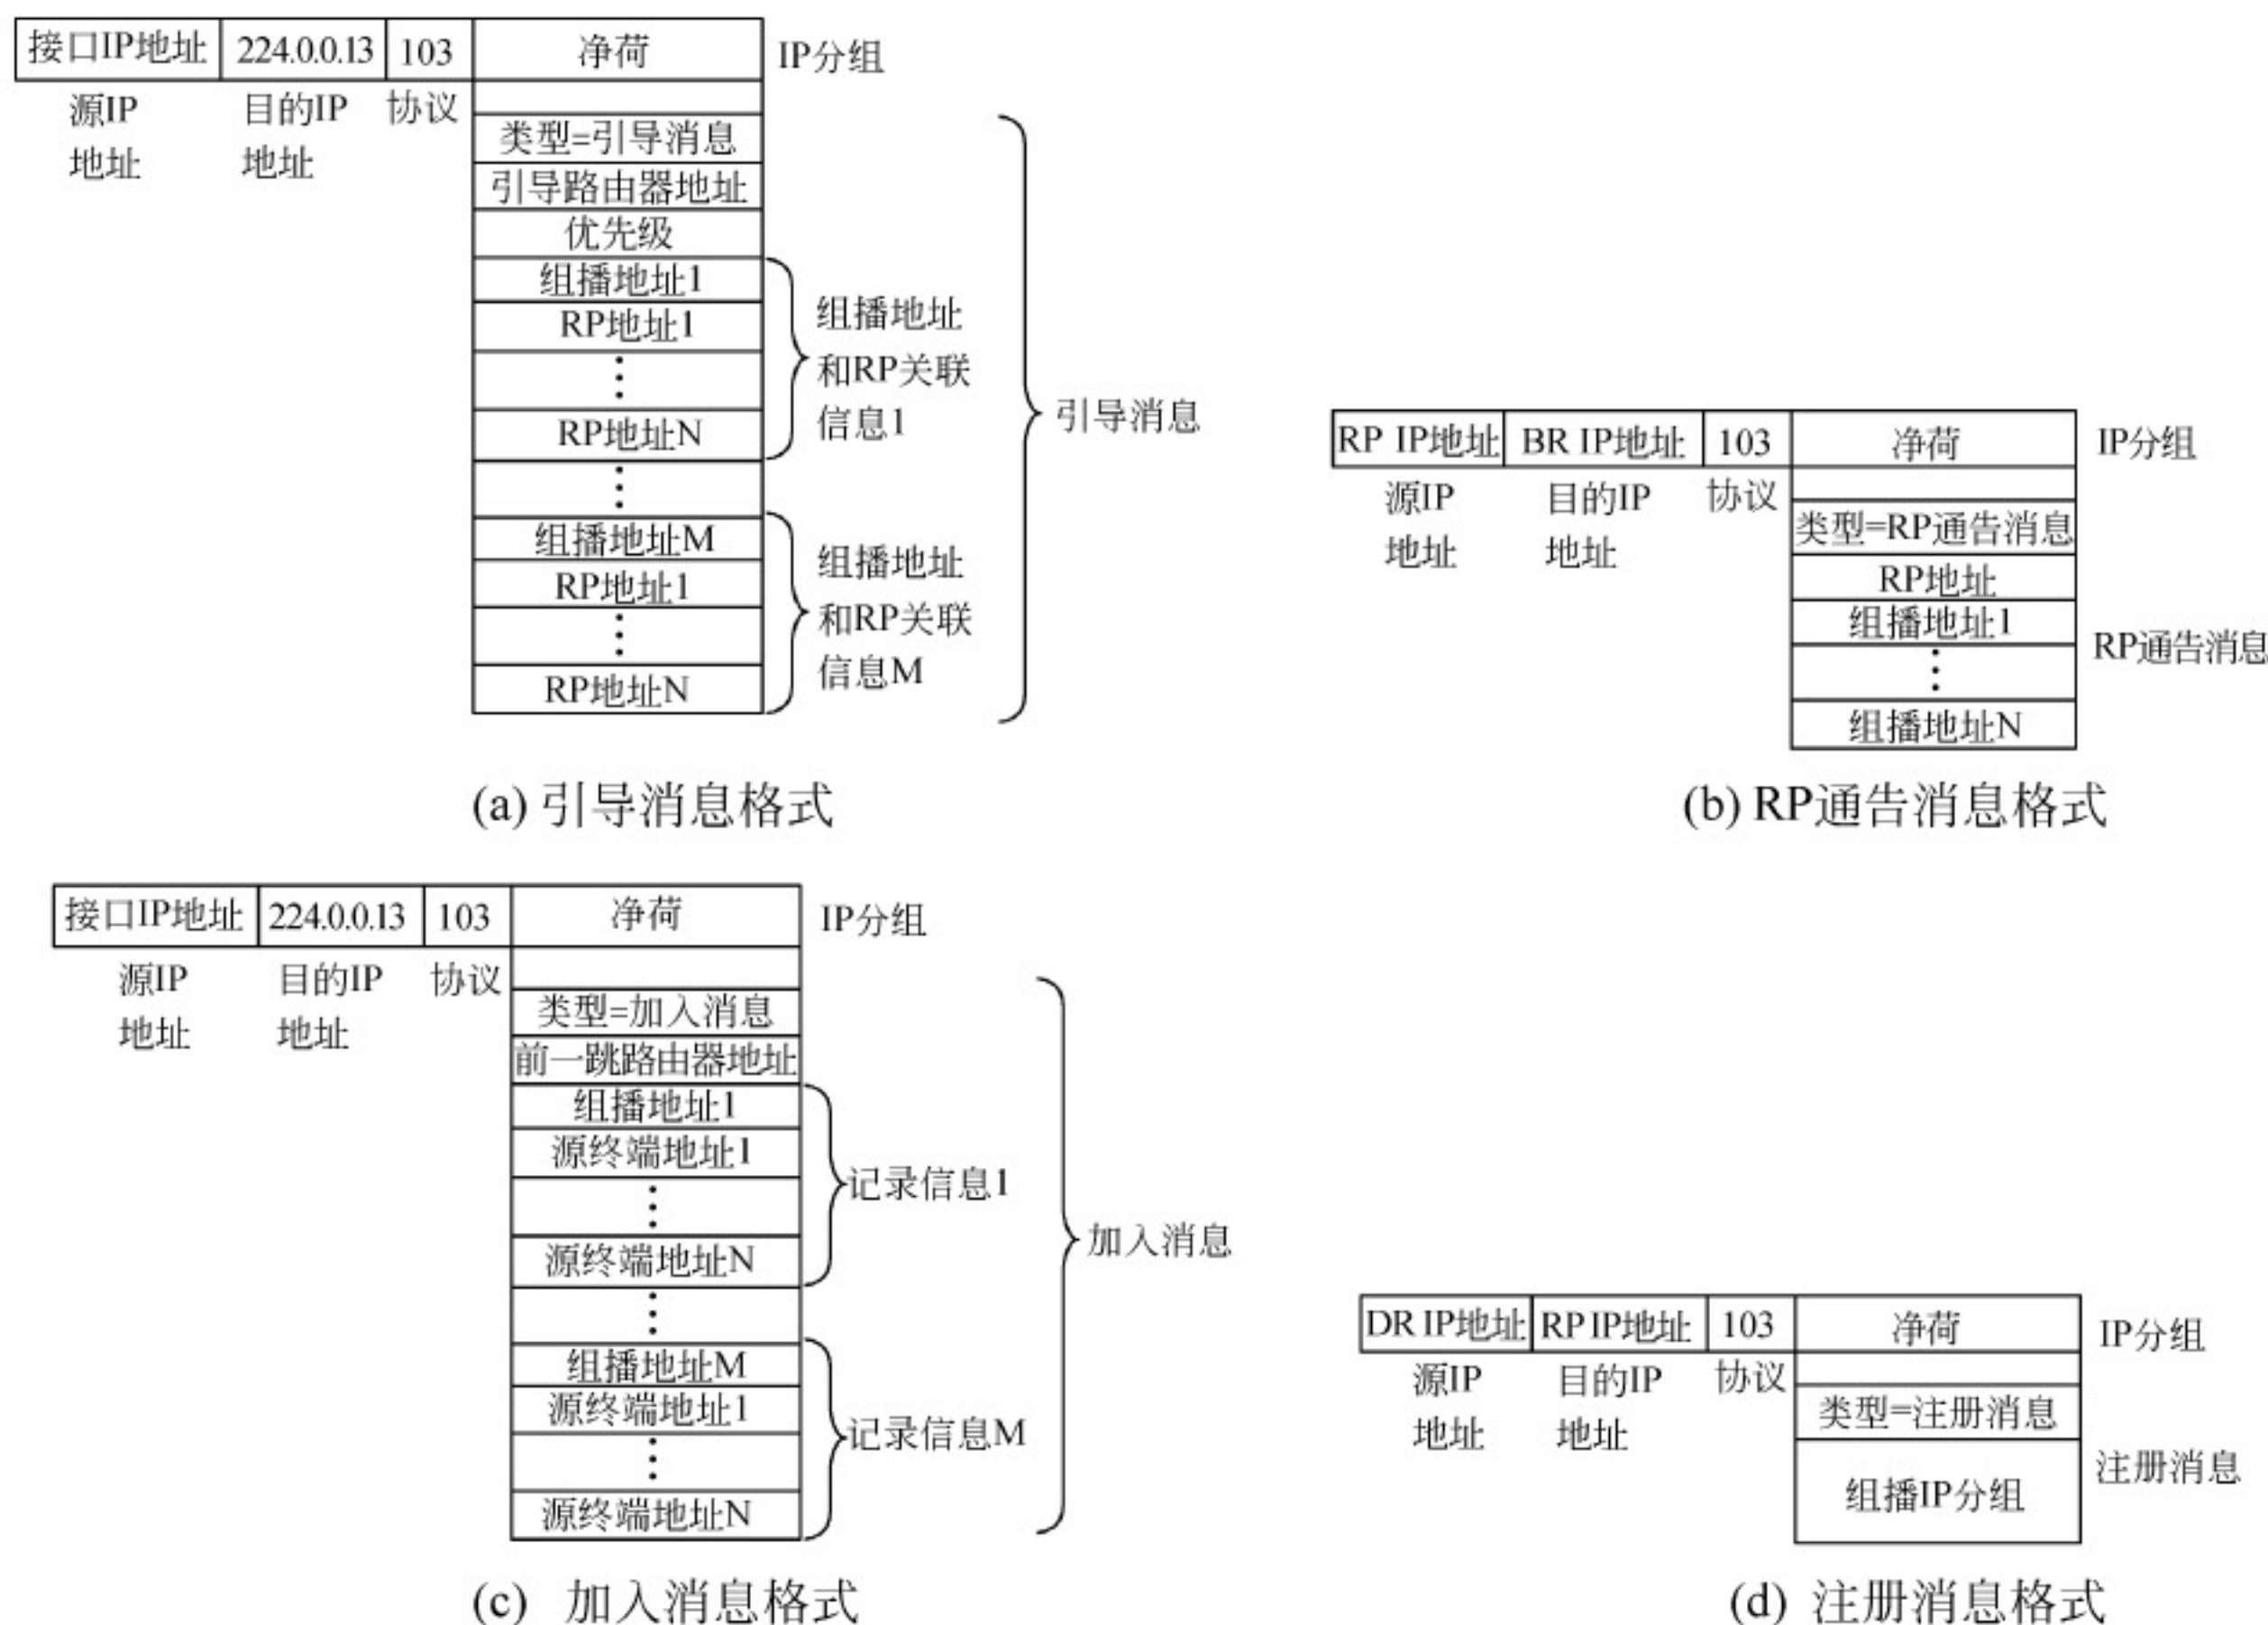 接口IP地址 224.0.0.13 103 净荷 IP分组
源IP 目的IP 协议
地址 地址
类型=引导消息
引导路由器地址
优先级
组播地址1
RP地址1
⋮
RP地址N
组播地址
和RP关联
信息1
⋮
组播地址M
RP地址1
⋮
RP地址N
组播地址
和RP关联
信息M
引导消息
(a) 引导消息格式
RP IP地址 BR IP地址 103 净荷 IP分组
源IP 目的IP 协议
地址 地址
类型=RP通告消息
RP地址
组播地址1
⋮
组播地址N
RP通告消息
(b) RP通告消息格式
接口IP地址 224.0.0.13 103 净荷 IP分组
源IP 目的IP 协议
地址 地址
类型=加入消息
前一跳路由器地址
组播地址1
源终端地址1
⋮
源终端地址N
记录信息1
⋮
组播地址M
源终端地址1
⋮
源终端地址N
记录信息M
加入消息
(c) 加入消息格式
DR IP地址 RP IP地址 103 净荷 IP分组
源IP 目的IP 协议
地址 地址
类型=注册消息
组播IP分组
注册消息
(d) 注册消息格式